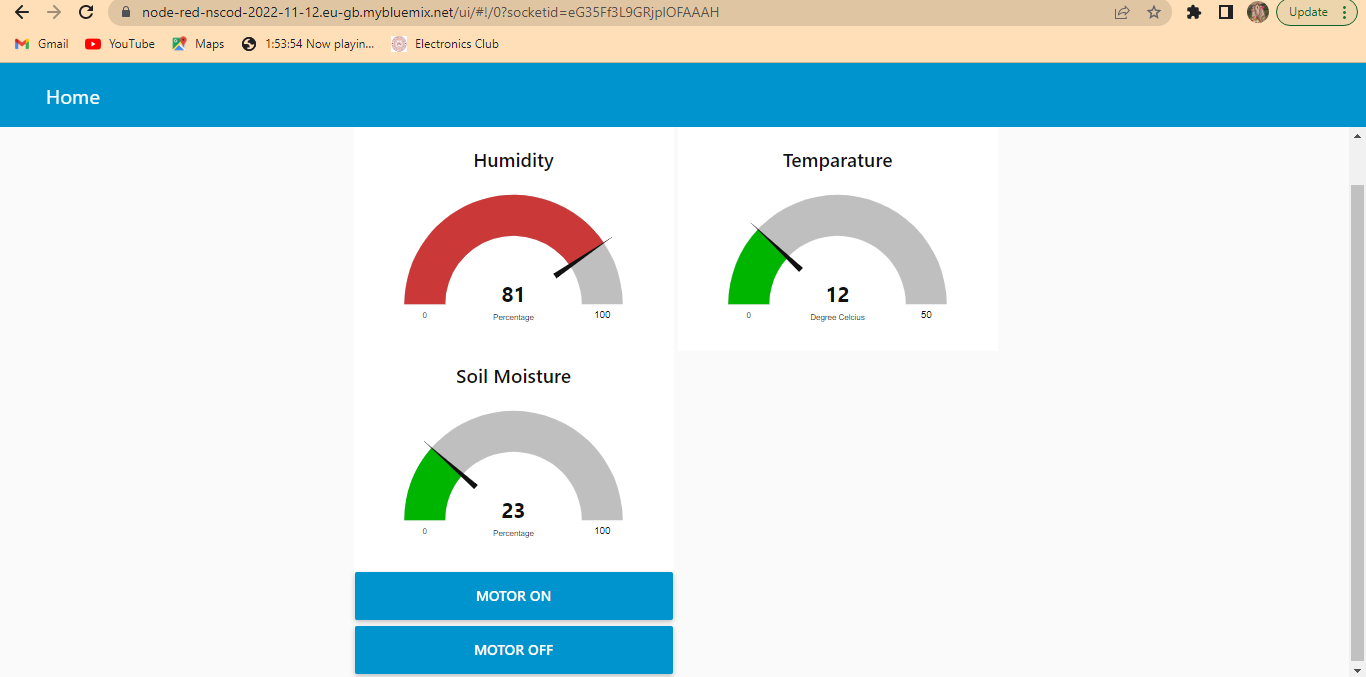 node-red-nscod-2022-11-12.eu-gb.mybluemix.net/ui/#!/0?socketid=eG35Ff3L9GRjplOFAAAH
Update
Gmail YouTube Maps 1:53:54 Now playin... Electronics Club
Home
Humidity
81
0 Percentage 100
Temparature
12
0 Degree Celcius 50
Soil Moisture
23
0 Percentage 100
MOTOR ON
MOTOR OFF